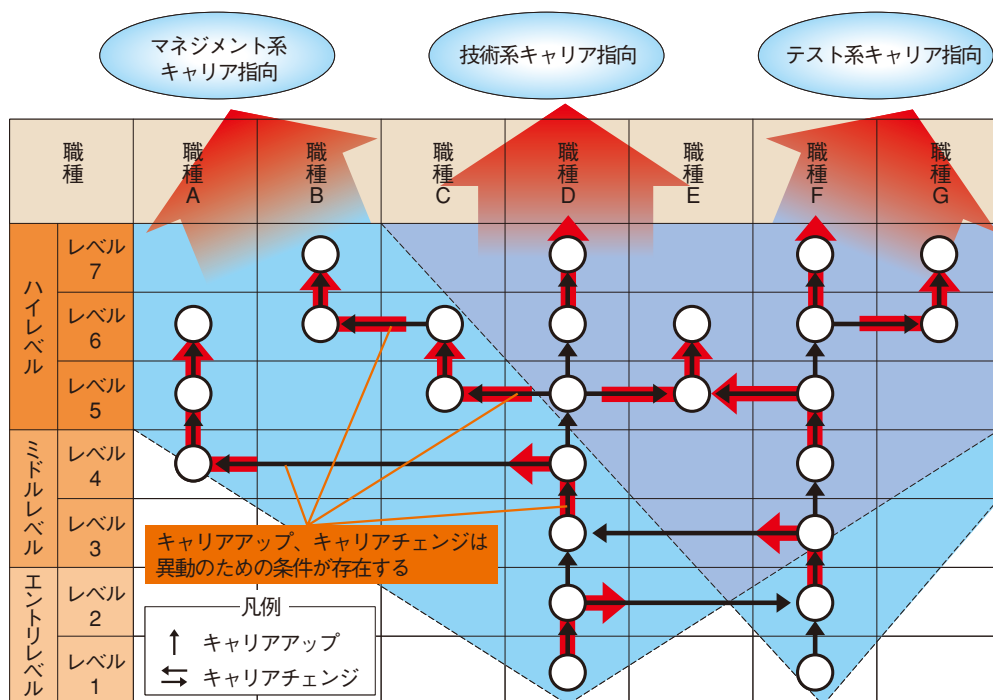 マネジメント系
キャリア指向
技術系キャリア指向
テスト系キャリア指向
職種
職種A
職種B
職種C
職種D
職種E
職種F
職種G
ハイレベル
レベル
7
レベル
6
レベル
5
ミドルレベル
レベル
4
レベル
3
エントリレベル
レベル
2
レベル
1
キャリアアップ、キャリアチェンジは
異動のための条件が存在する
凡例
キャリアアップ
キャリアチェンジ